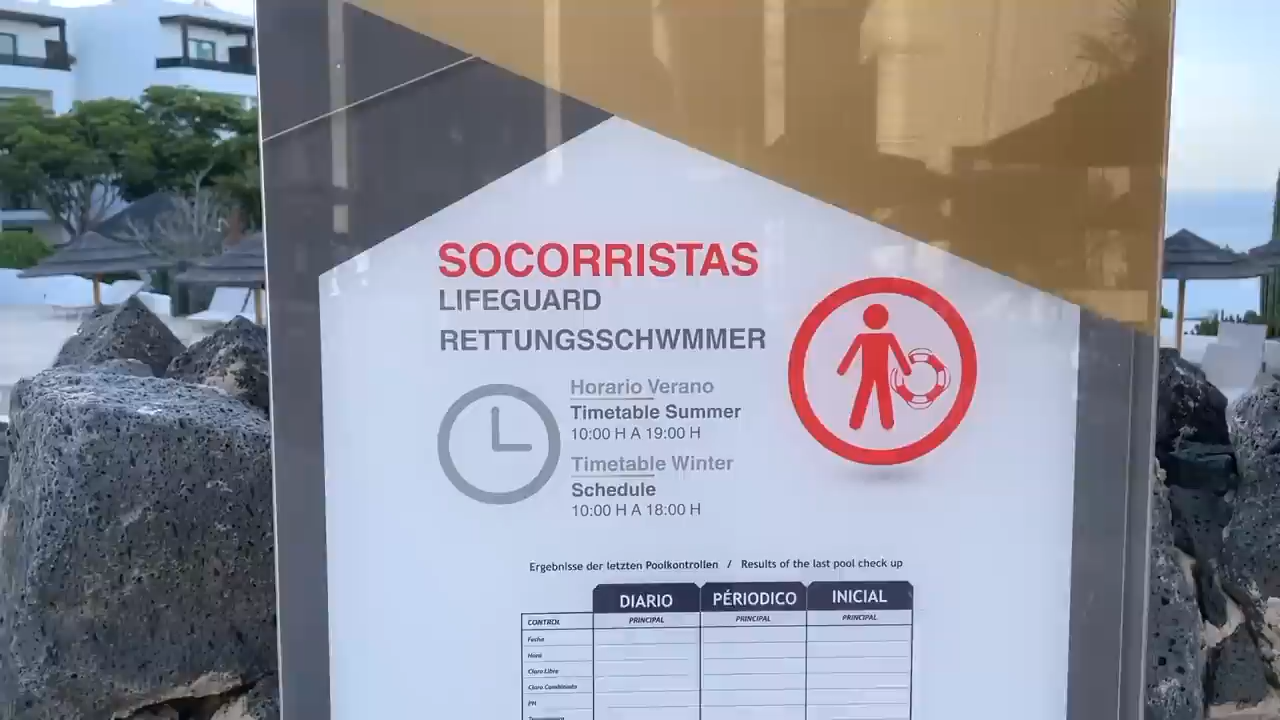 SOCORRISTAS
LIFEGUARD
RETTUNGSSCHWMMER
Horario Verano
Timetable Summer
10:00 H A 19:00 H
Timetable Winter
Schedule
10:00 H A 18:00 H
Ergebnisse der letzten Poolkontrollen / Results of the last pool check up
DIARIO PÉRIODICO INICIAL
CONTROL PRINCIPAL PRINCIPAL PRINCIPAL
Fecha
Hora
Cloro Libre
Cloro Combinado
PH